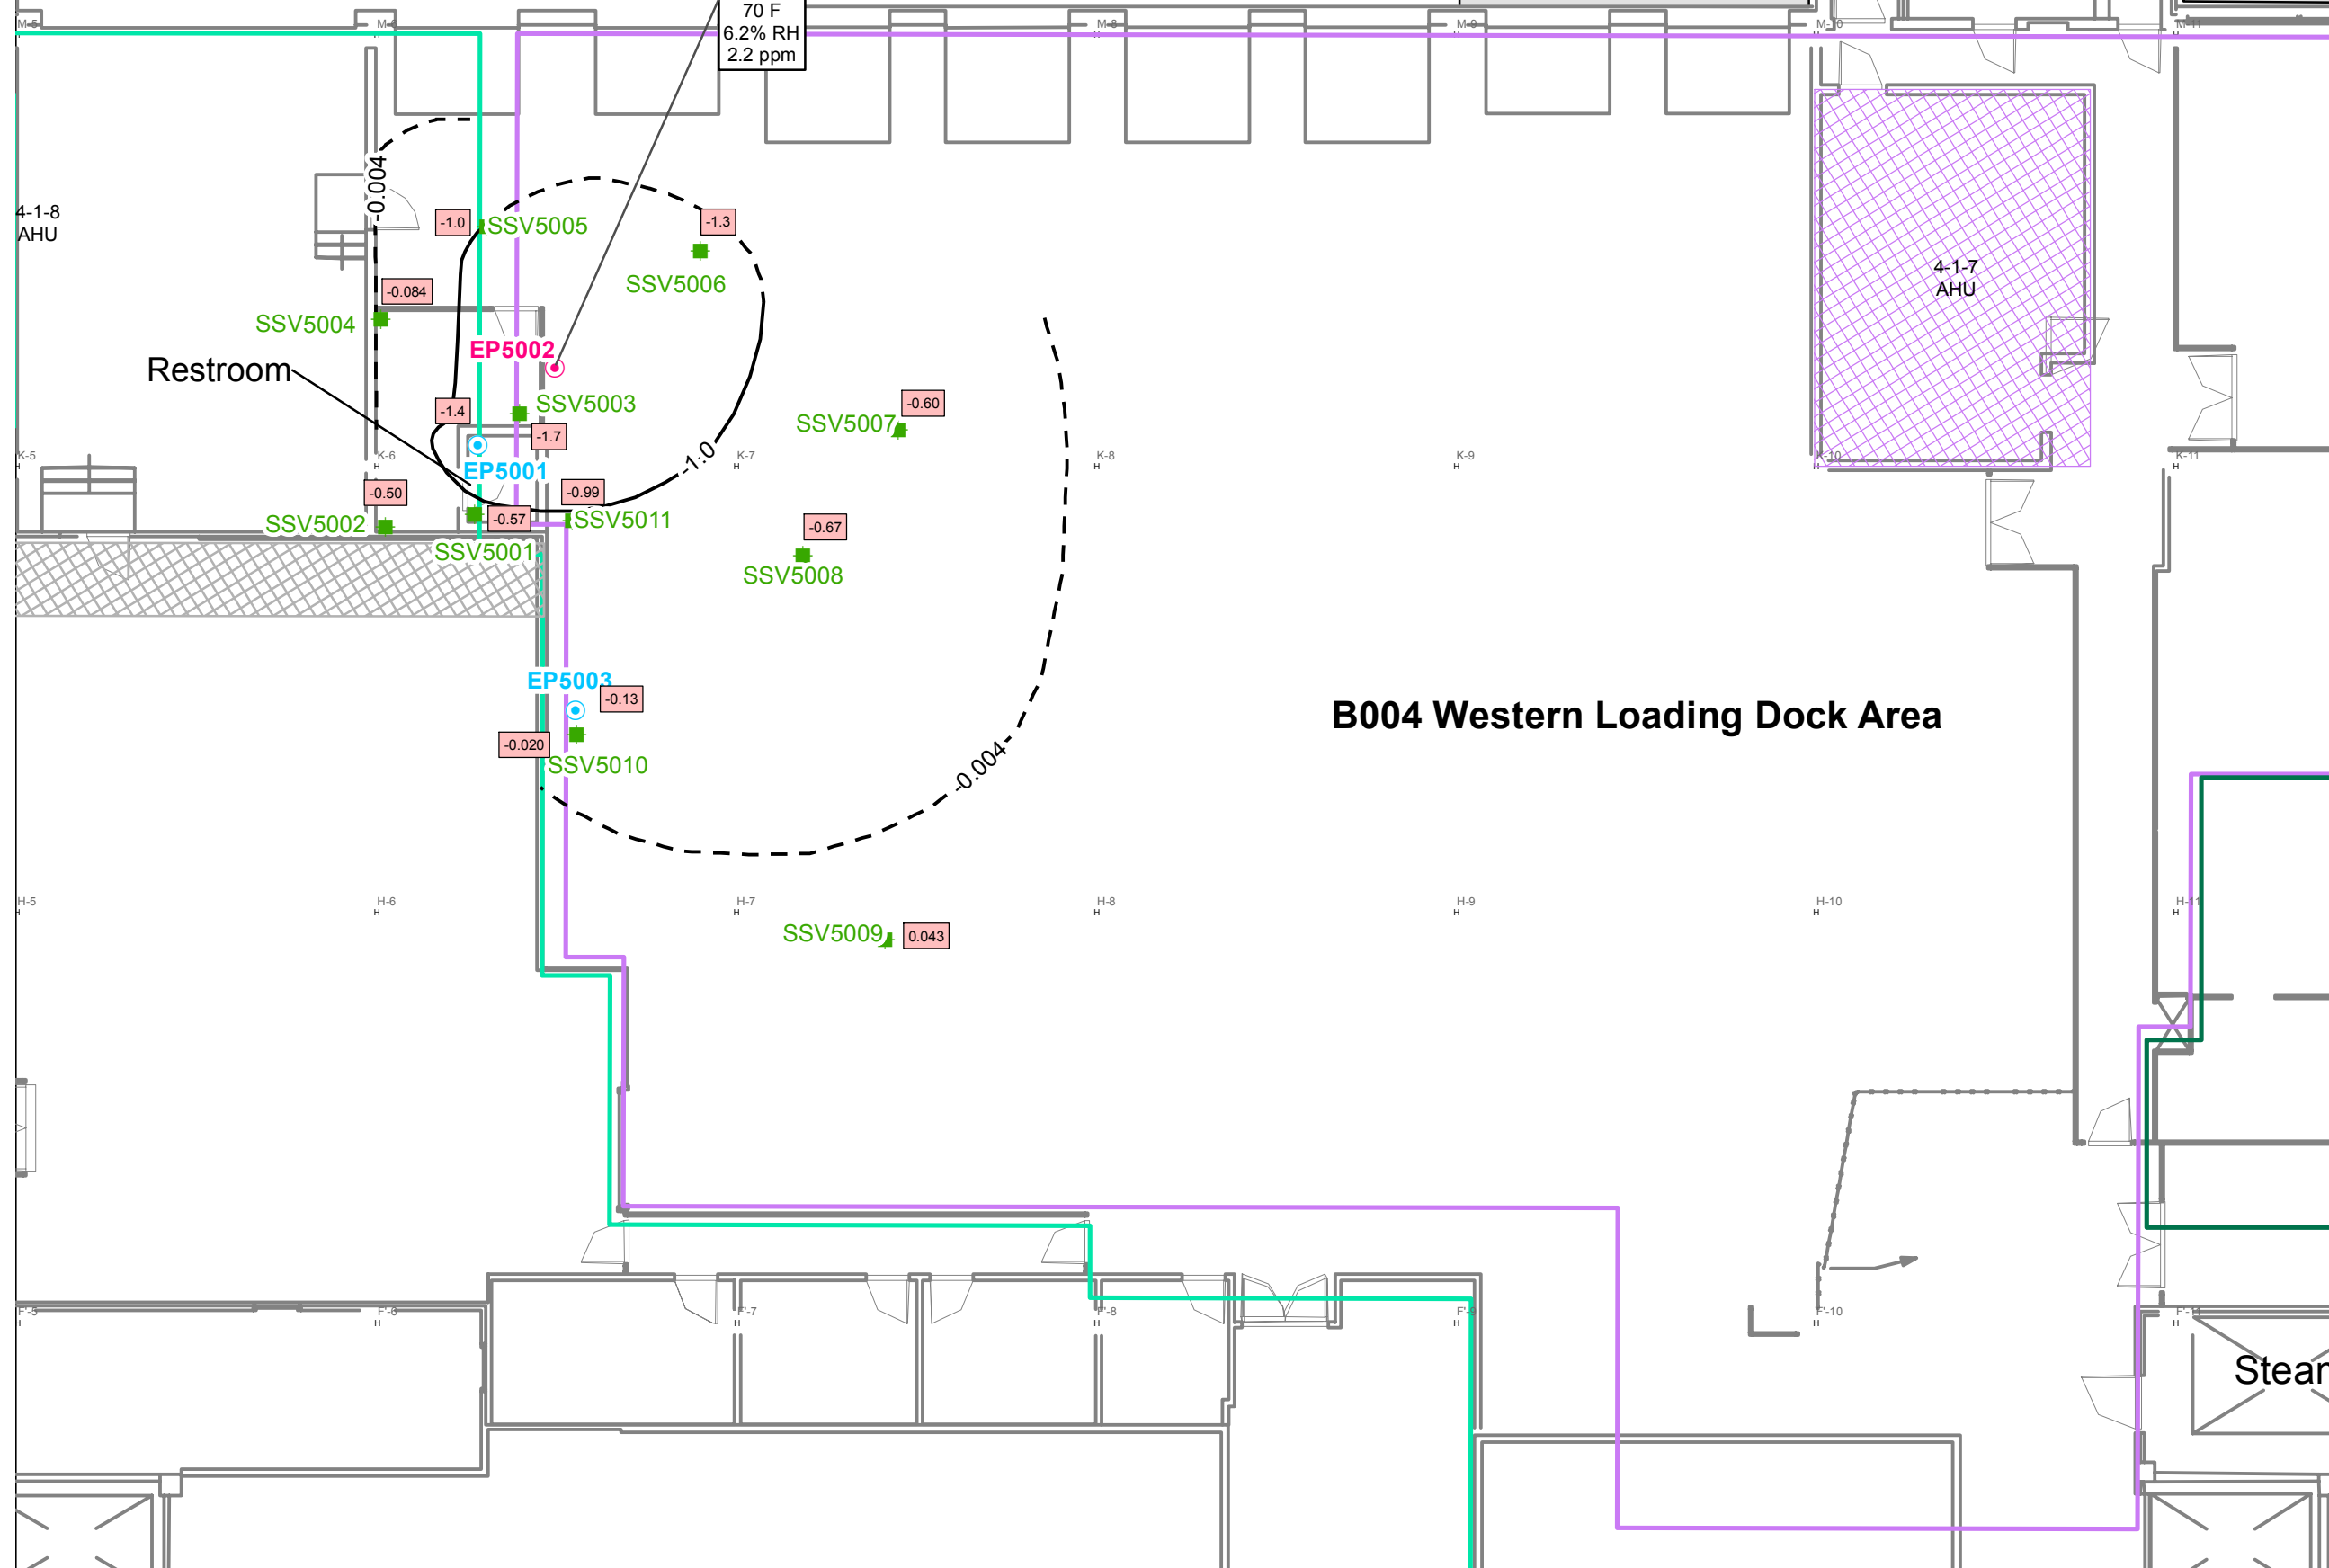 M-5
M-6
70 F
6.2% RH
2.2 ppm
M-8
M-9
M-10
M-11
-0.004
4-1-8
AHU
-1.0
SSV5005
-1.3
SSV5006
4-1-7
AHU
-0.084
SSV5004
EP5002
Restroom
-1.4
SSV5003
-0.60
SSV5007
-1.7
-1.0
K-5
K-6
K-7
K-8
K-9
K-10
K-11
H
H
H
H
H
H
EP5001
-0.50
-0.99
SSV5002
-0.57
SSV5011
-0.67
SSV5001
SSV5008
EP5003
-0.13
B004 Western Loading Dock Area
-0.020
SSV5010
-0.004
H-5
H-6
H-7
H-8
H-9
H-10
H-11
H
H
H
H
H
H
H
SSV5009
0.043
F'-5
F'-6
F'-7
F'-8
F'-9
F'-10
F'-11
H
H
H
H
H
H
H